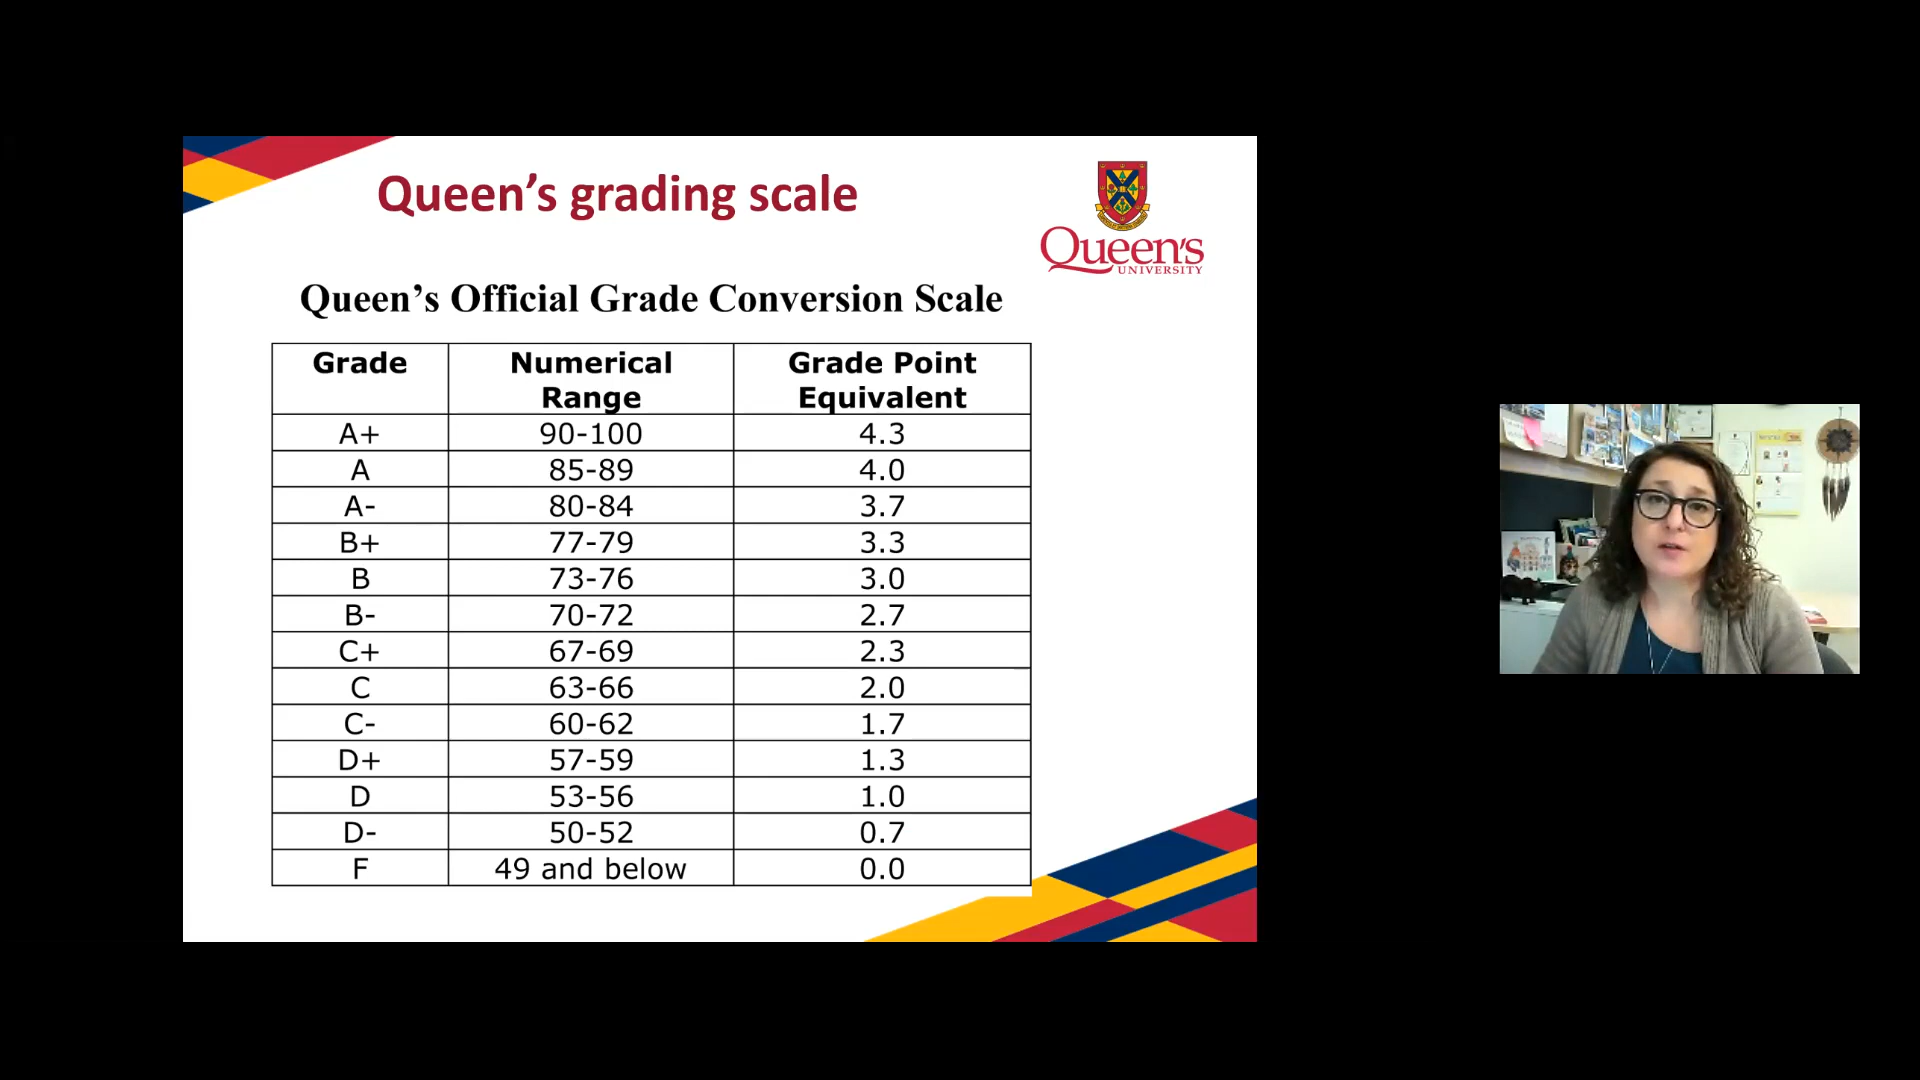 Queen’s grading scale
Queen's
UNIVERSITY
Queen’s Official Grade Conversion Scale
Grade Numerical Range Grade Point Equivalent
A+ 90-100 4.3
A 85-89 4.0
A- 80-84 3.7
B+ 77-79 3.3
B 73-76 3.0
B- 70-72 2.7
C+ 67-69 2.3
C 63-66 2.0
C- 60-62 1.7
D+ 57-59 1.3
D 53-56 1.0
D- 50-52 0.7
F 49 and below 0.0